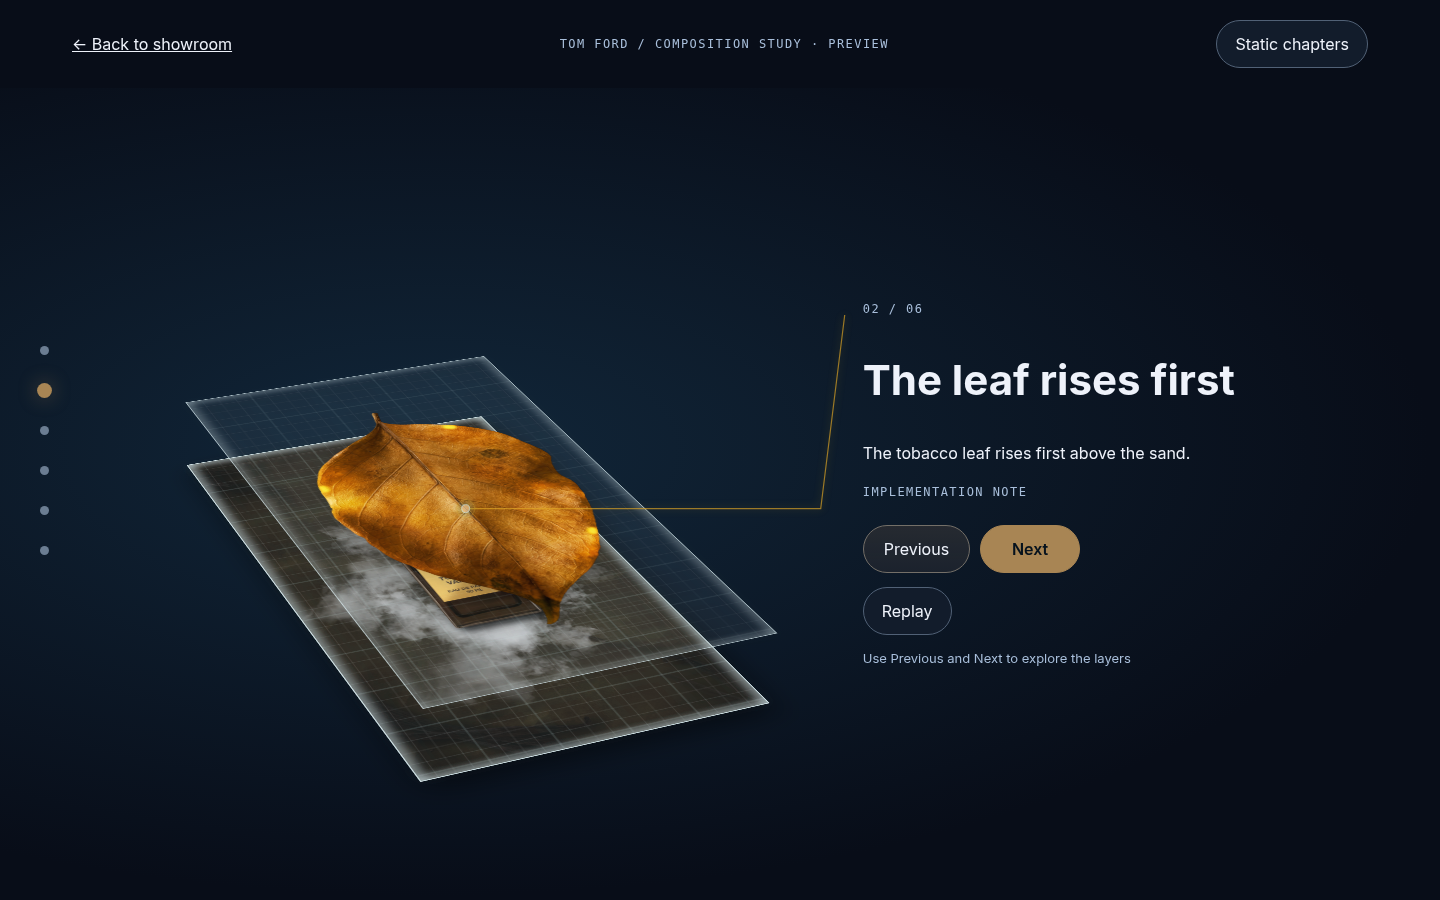 ← Back to showroom
TOM FORD / COMPOSITION STUDY · PREVIEW
Static chapters
02 / 06
The leaf rises first
The tobacco leaf rises first above the sand.
IMPLEMENTATION NOTE
Previous
Next
Replay
Use Previous and Next to explore the layers